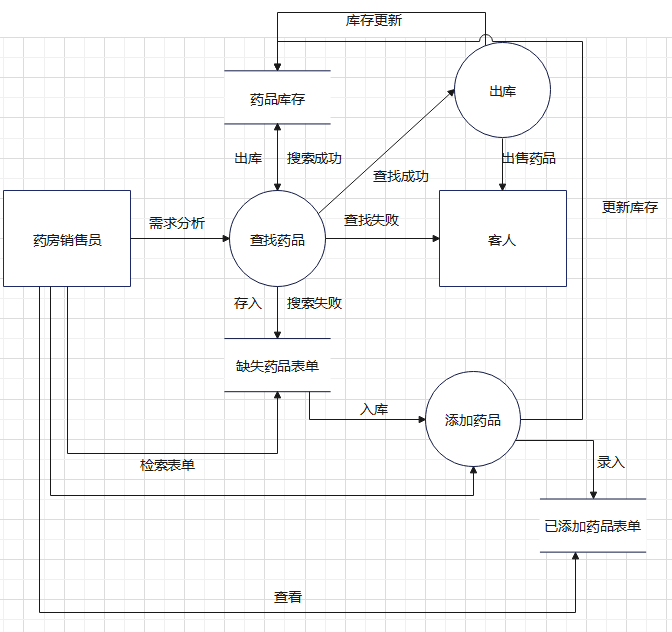 库存更新
药品库存
出库
出库
搜索成功
出售药品
查找成功
药房销售员
需求分析
查找药品
查找失败
客人
更新库存
存入
搜索失败
缺失药品表单
入库
添加药品
检索表单
录入
已添加药品表单
查看